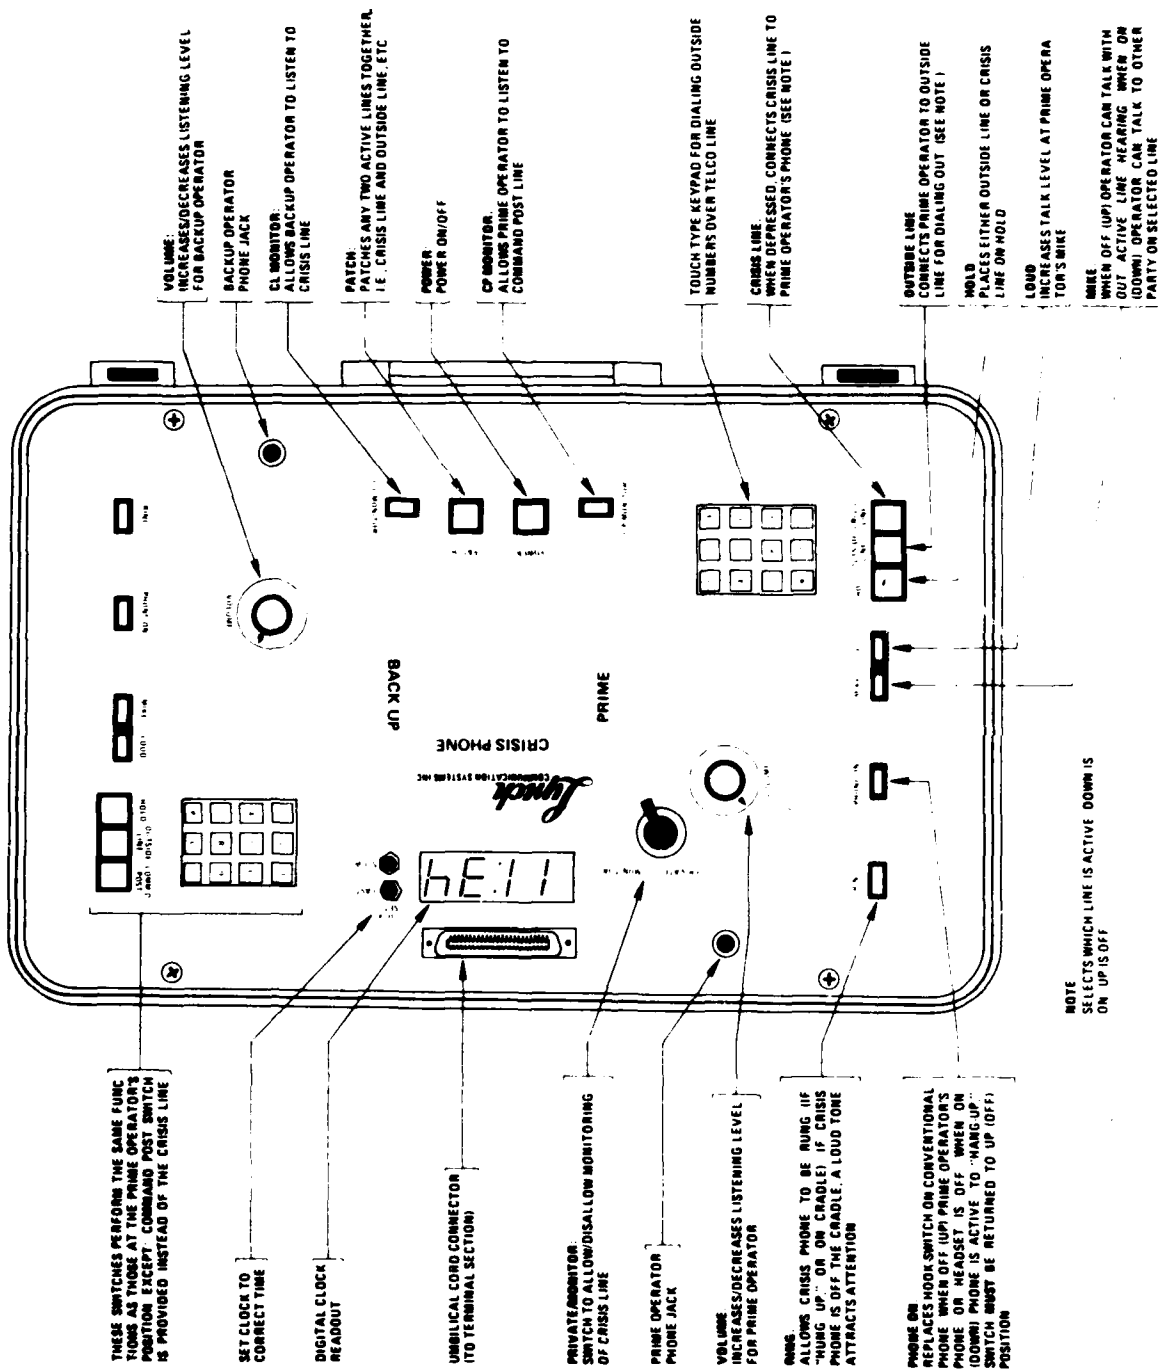 THESE SWITCHES PERFORM THE SAME FUNC
TIONS AS THOSE AT THE PRIME OPERATOR'S
POSITION EXCEPT: COMMAND POST SWITCH
IS PROVIDED INSTEAD OF THE CRISIS LINE
SET CLOCK TO
CORRECT TIME
DIGITAL CLOCK
READOUT
UMBILICAL CORD CONNECTOR
(TO TERMINAL SECTION)
PRIVATE/MONITOR:
SWITCH TO ALLOW/DISALLOW MONITORING
OF CRISIS LINE
PRIME OPERATOR
PHONE JACK
VOLUME
INCREASES/DECREASES LISTENING LEVEL
FOR PRIME OPERATOR
RING.
ALLOWS CRISIS PHONE TO BE RUNG (IF
"HUNG UP" OR ON CRADLE) IF CRISIS
PHONE IS OFF THE CRADLE, A LOUD TONE
ATTRACTS ATTENTION
PHONE ON
REPLACES HOOK SWITCH ON CONVENTIONAL
PHONE WHEN OFF (UP) PRIME OPERATOR'S
PHONE OR HEADSET IS OFF WHEN ON
(DOWN) PHONE IS ACTIVE TO "HANG-UP"
SWITCH MUST BE RETURNED TO UP (OFF)
POSITION
POST
LINE
HOLD
LOUD
PHONE ON
VOLUME
BACK UP
CRISIS PHONE
Lynch
COMMUNICATION SYSTEMS INC
hE:11
PRIME
NOTE
SELECTS WHICH LINE IS ACTIVE DOWN IS
ON UP IS OFF
VOLUME:
INCREASES/DECREASES LISTENING LEVEL
FOR BACKUP OPERATOR
BACKUP OPERATOR
PHONE JACK
CL MONITOR:
ALLOWS BACKUP OPERATOR TO LISTEN TO
CRISIS LINE
PATCH:
PATCHES ANY TWO ACTIVE LINES TOGETHER,
I.E., CRISIS LINE AND OUTSIDE LINE, ETC
POWER:
POWER ON/OFF
CP MONITOR:
ALLOWS PRIME OPERATOR TO LISTEN TO
COMMAND POST LINE
TOUCH TYPE KEYPAD FOR DIALING OUTSIDE
NUMBERS OVER TELCO LINE
CRISIS LINE:
WHEN DEPRESSED, CONNECTS CRISIS LINE TO
PRIME OPERATOR'S PHONE (SEE NOTE)
OUTSIDE LINE
CONNECTS PRIME OPERATOR TO OUTSIDE
LINE FOR DIALING OUT (SEE NOTE)
HOLD
PLACES EITHER OUTSIDE LINE OR CRISIS
LINE ON HOLD
LOUD
INCREASES TALK LEVEL AT PRIME OPERA
TOR'S MIKE
MIKE
WHEN OFF (UP) OPERATOR CAN TALK WITH
OUT ACTIVE LINE HEARING WHEN ON
(DOWN) OPERATOR CAN TALK TO OTHER
PARTY ON SELECTED LINE